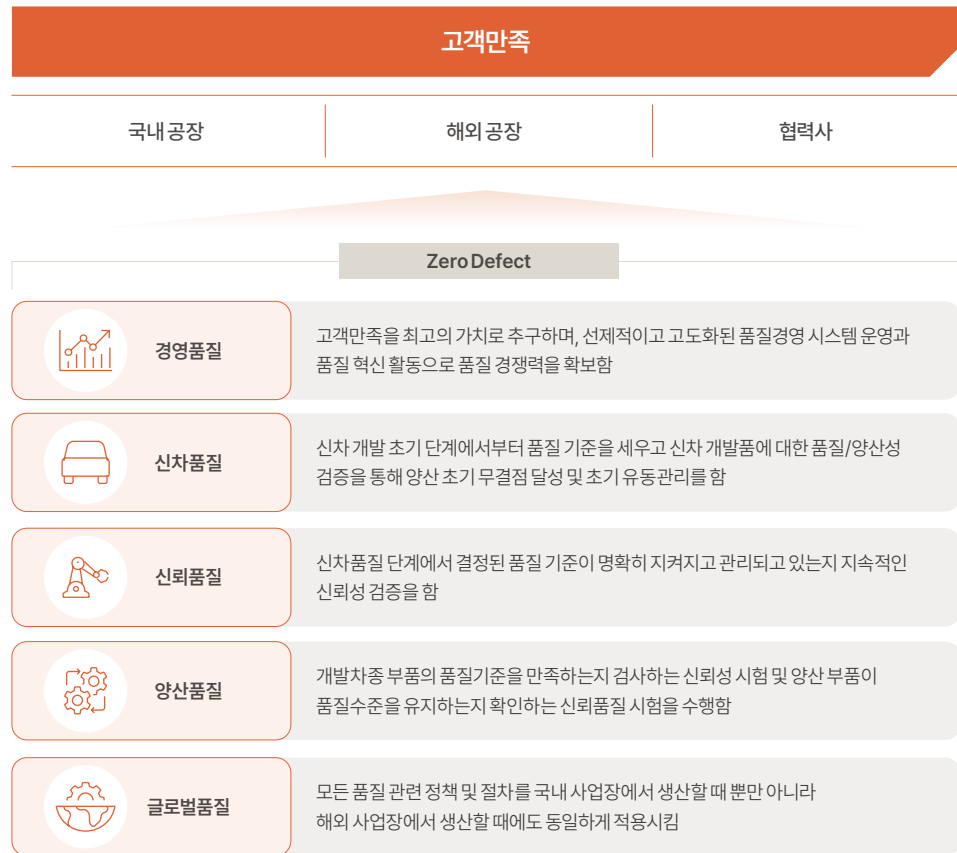 고객만족
국내 공장
해외 공장
협력사
Zero Defect
경영품질
고객만족을 최고의 가치로 추구하며, 선제적이고 고도화된 품질경영 시스템 운영과
품질 혁신 활동으로 품질 경쟁력을 확보함
신차품질
신차 개발 초기 단계에서부터 품질 기준을 세우고 신차 개발품에 대한 품질/양산성
검증을 통해 양산 초기 무결점 달성 및 초기 유동관리를 함
신뢰품질
신차품질 단계에서 결정된 품질 기준이 명확히 지켜지고 관리되고 있는지 지속적인
신뢰성 검증을 함
양산품질
개발차종 부품의 품질기준을 만족하는지 검사하는 신뢰성 시험 및 양산 부품이
품질수준을 유지하는지 확인하는 신뢰품질 시험을 수행함
글로벌품질
모든 품질 관련 정책 및 절차를 국내 사업장에서 생산할 때 뿐만 아니라
해외 사업장에서 생산할 때에도 동일하게 적용시킴